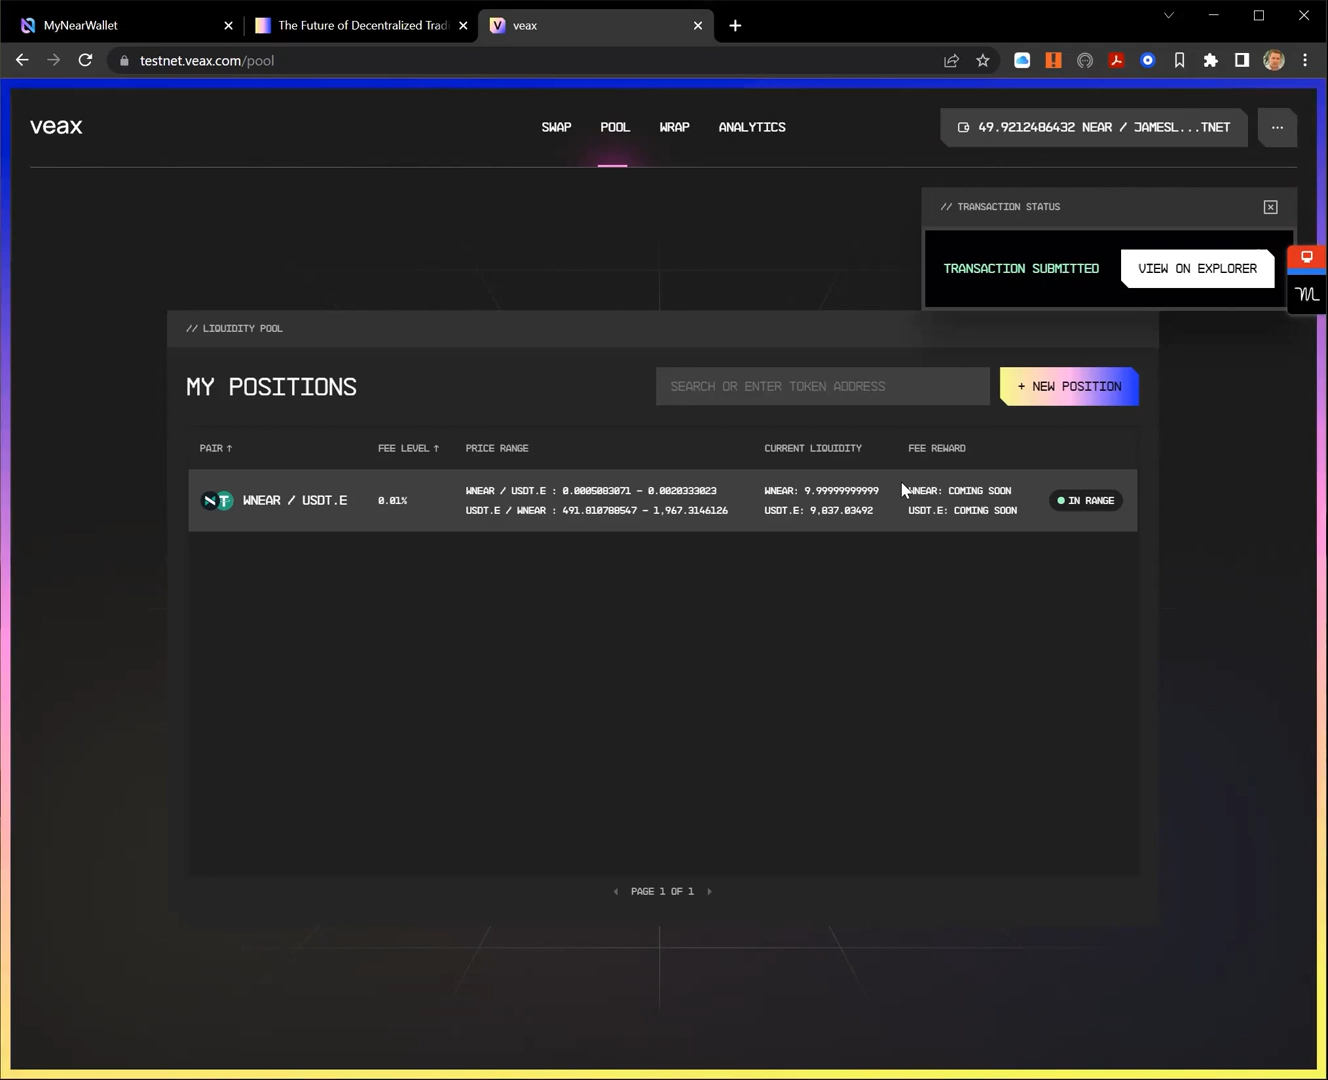 MyNearWallet
The Future of Decentralized Tradi
veax
testnet.veax.com/pool
veax
SWAP
POOL
WRAP
ANALYTICS
49.9212486432 NEAR / JAMESL...TNET
...
// TRANSACTION STATUS
TRANSACTION SUBMITTED
VIEW ON EXPLORER
// LIQUIDITY POOL
MY POSITIONS
SEARCH OR ENTER TOKEN ADDRESS
+ NEW POSITION
PAIR ↑
FEE LEVEL ↑
PRICE RANGE
CURRENT LIQUIDITY
FEE REWARD
WNEAR / USDT.E
0.01%
WNEAR / USDT.E : 0.0005083071 – 0.0020333023
USDT.E / WNEAR : 491.810788547 – 1,967.3146126
WNEAR: 9.99999999999
USDT.E: 9,837.03492
WNEAR: COMING SOON
USDT.E: COMING SOON
IN RANGE
PAGE 1 OF 1